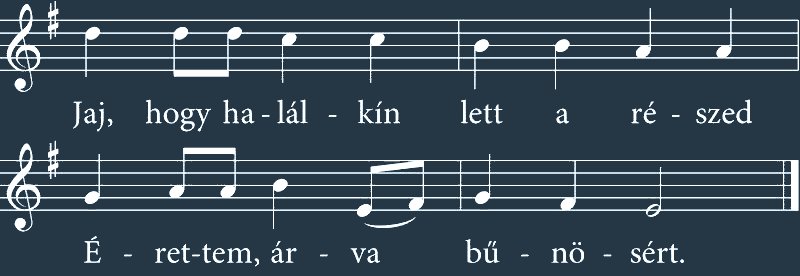 Jaj, hogy ha - lál - kín lett a ré - szed
É - ret-tem, ár - va bű - nö - sért.